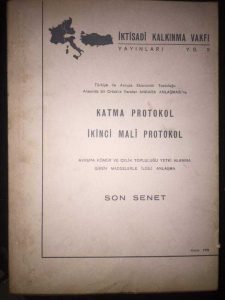 İKTİSADİ KALKINMA VAKFI
YAYINLARI
Türkiye ile Avrupa Ekonomik Topluluğu
Arasında bir Ortaklık Yaratan ANKARA ANLAŞMASI'na
KATMA PROTOKOL
İKİNCİ MALİ PROTOKOL
AVRUPA KÖMÜR VE ÇELİK TOPLULUĞU YETKİ ALANINA
GİREN MADDELERLE İLGİLİ ANLAŞMA
SON SENET